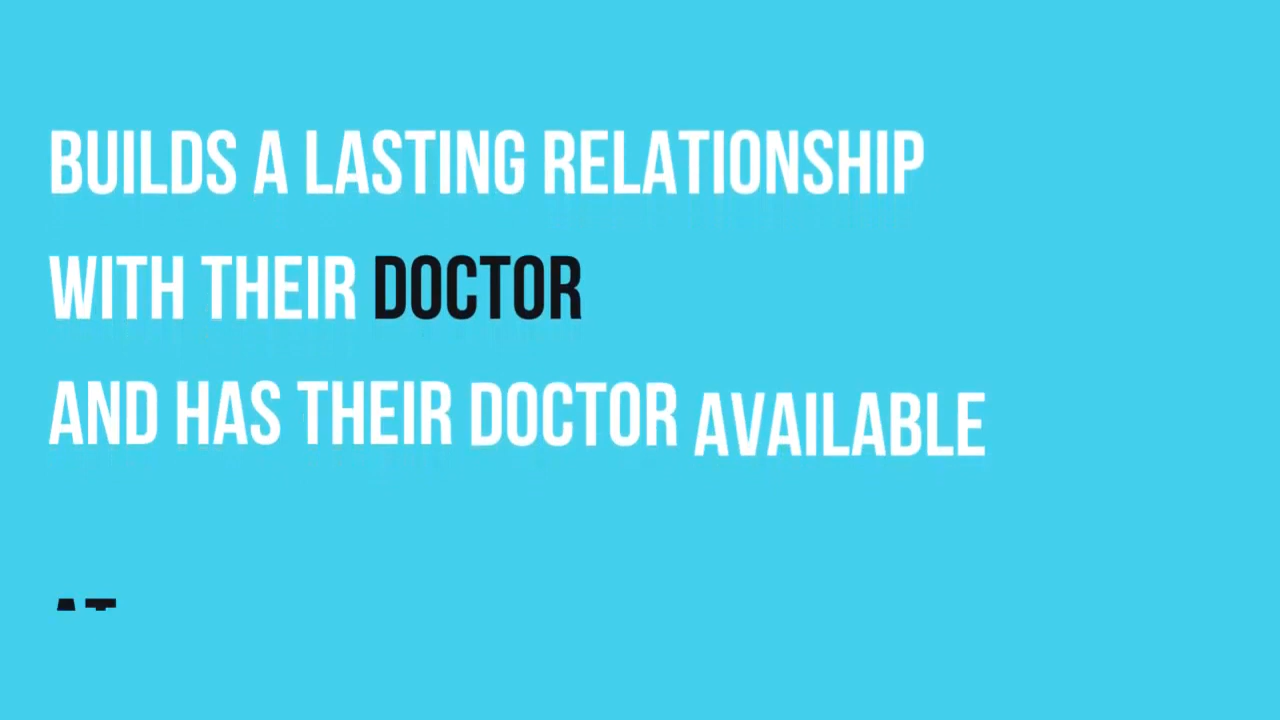 BUILDS A LASTING RELATIONSHIP
WITH THEIR DOCTOR
AND HAS THEIR DOCTOR AVAILABLE